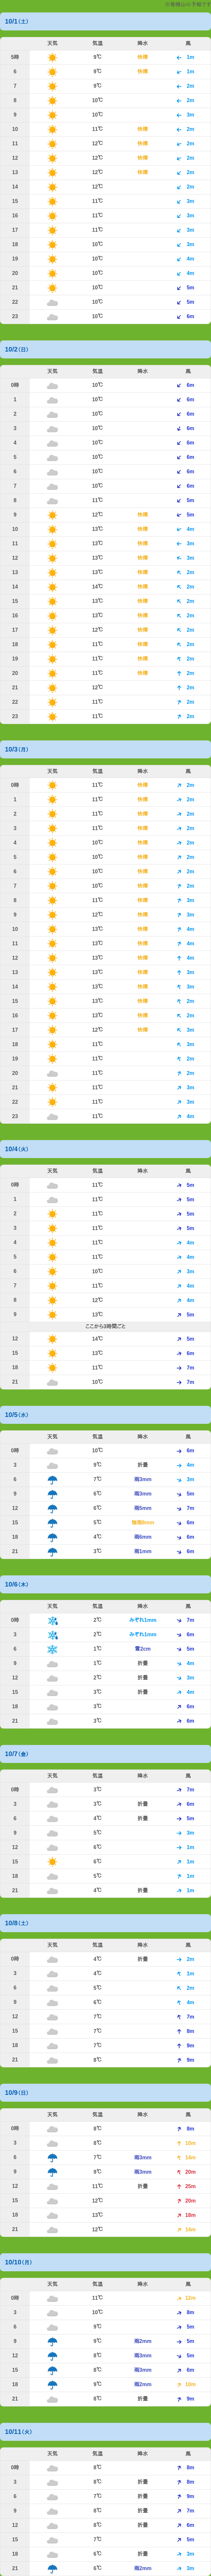 10/1(土)
天気 気温 降水 風
5時 9℃ 快晴 1m
6 9℃ 快晴 1m
7 9℃ 2m
8 10℃ 2m
9 10℃ 3m
10 11℃ 快晴 2m
11 12℃ 快晴 2m
12 12℃ 快晴 2m
13 12℃ 快晴 2m
14 12℃ 2m
15 11℃ 3m
16 11℃ 3m
17 11℃ 3m
18 10℃ 3m
19 10℃ 4m
20 10℃ 4m
21 10℃ 5m
22 10℃ 5m
23 10℃ 6m
10/2(日)
天気 気温 降水 風
0時 10℃ 6m
1 10℃ 6m
2 10℃ 6m
3 10℃ 6m
4 10℃ 6m
5 10℃ 6m
6 10℃ 6m
7 10℃ 6m
8 11℃ 5m
9 12℃ 快晴 5m
10 13℃ 快晴 4m
11 13℃ 快晴 3m
12 13℃ 快晴 3m
13 13℃ 快晴 2m
14 14℃ 快晴 2m
15 13℃ 快晴 2m
16 13℃ 快晴 2m
17 12℃ 快晴 2m
18 11℃ 快晴 2m
19 11℃ 快晴 2m
20 11℃ 快晴 2m
21 12℃ 2m
22 11℃ 2m
23 11℃ 2m
10/3(月)
天気 気温 降水 風
0時 11℃ 快晴 2m
1 11℃ 快晴 2m
2 11℃ 快晴 2m
3 11℃ 快晴 2m
4 10℃ 快晴 2m
5 10℃ 快晴 2m
6 10℃ 快晴 2m
7 10℃ 快晴 2m
8 11℃ 快晴 3m
9 12℃ 快晴 3m
10 13℃ 快晴 4m
11 13℃ 快晴 4m
12 13℃ 快晴 4m
13 13℃ 快晴 3m
14 13℃ 快晴 3m
15 13℃ 快晴 2m
16 13℃ 快晴 2m
17 12℃ 快晴 3m
18 11℃ 3m
19 11℃ 2m
20 11℃ 2m
21 11℃ 3m
22 11℃ 3m
23 11℃ 4m
10/4(火)
天気 気温 降水 風
0時 11℃ 5m
1 11℃ 5m
2 11℃ 5m
3 11℃ 5m
4 11℃ 4m
5 11℃ 4m
6 10℃ 3m
7 11℃ 4m
8 12℃ 4m
9 13℃ 5m
ここから3時間ごと
12 14℃ 5m
15 13℃ 6m
18 11℃ 7m
21 10℃ 7m
10/5(水)
天気 気温 降水 風
0時 10℃ 6m
3 9℃ 折曇 4m
6 7℃ 雨3mm 3m
9 6℃ 雨3mm 5m
12 6℃ 雨5mm 7m
15 5℃ 6m
18 4℃ 雨6mm 6m
21 3℃ 雨1mm 6m
10/6(木)
天気 気温 降水 風
0時 2℃ みぞれ1mm 7m
3 2℃ みぞれ1mm 6m
6 1℃ 雪2cm 5m
9 1℃ 折曇 4m
12 2℃ 折曇 3m
15 3℃ 折曇 4m
18 3℃ 6m
21 3℃ 6m
10/7(金)
天気 気温 降水 風
0時 3℃ 7m
3 3℃ 折曇 6m
6 4℃ 折曇 5m
9 5℃ 3m
12 6℃ 1m
15 6℃ 1m
18 5℃ 1m
21 4℃ 折曇 1m
10/8(土)
天気 気温 降水 風
0時 4℃ 折曇 2m
3 4℃ 1m
6 5℃ 2m
9 6℃ 4m
12 7℃ 7m
15 7℃ 8m
18 7℃ 9m
21 8℃ 9m
10/9(日)
天気 気温 降水 風
0時 8℃ 8m
3 8℃ 10m
6 7℃ 雨3mm 14m
9 9℃ 雨3mm 20m
12 11℃ 折曇 25m
15 12℃ 20m
18 13℃ 18m
21 12℃ 14m
10/10(月)
天気 気温 降水 風
0時 11℃ 12m
3 10℃ 8m
6 9℃ 5m
9 9℃ 雨2mm 5m
12 8℃ 雨3mm 5m
15 8℃ 雨3mm 6m
18 9℃ 雨2mm 10m
21 8℃ 折曇 9m
10/11(火)
天気 気温 降水 風
0時 8℃ 8m
3 8℃ 折曇 8m
6 7℃ 折曇 9m
9 8℃ 折曇 7m
12 8℃ 折曇 6m
15 7℃ 5m
18 6℃ 折曇 3m
21 6℃ 雨2mm 3m